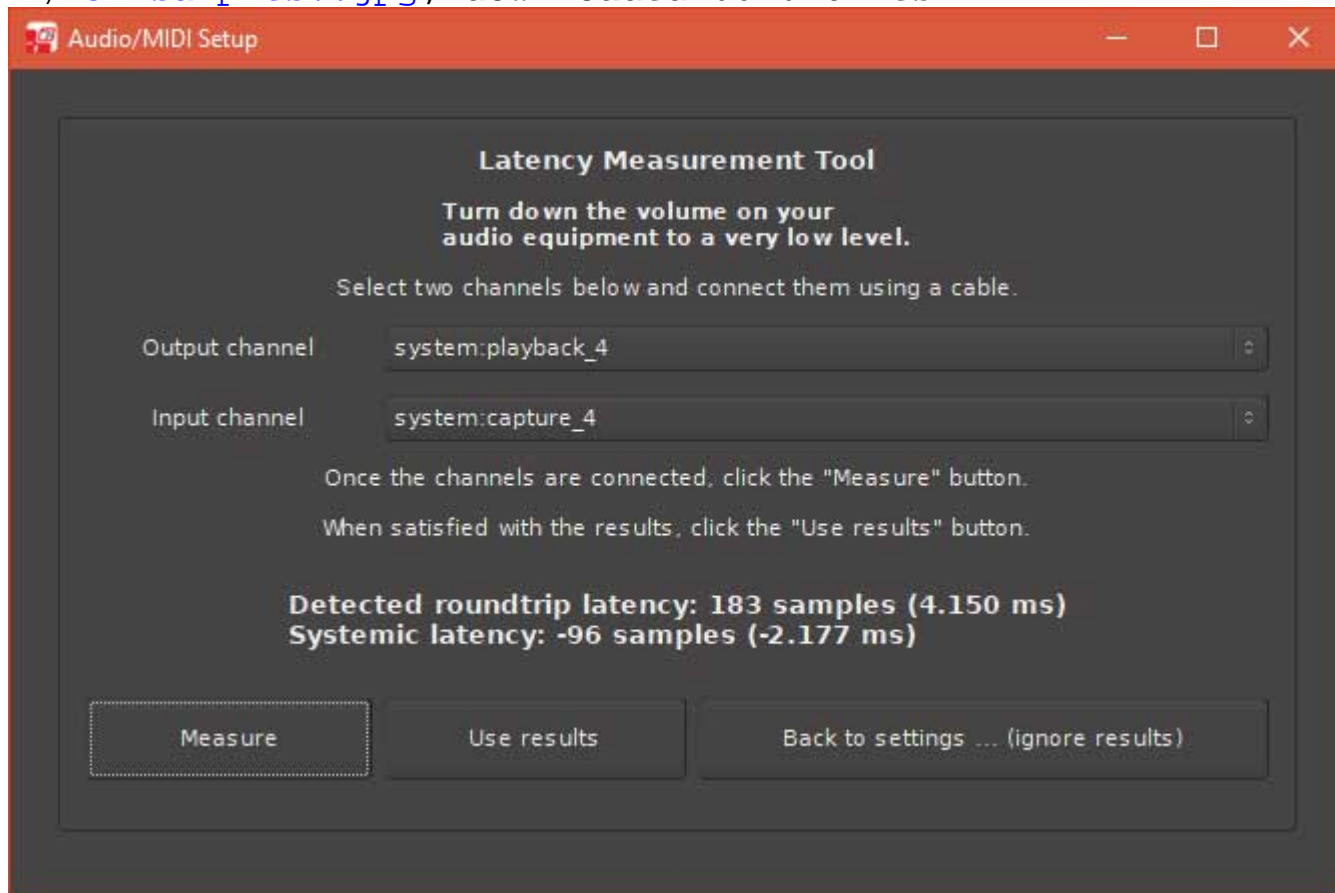 Audio/MIDI Setup
Latency Measurement Tool
Turn down the volume on your
audio equipment to a very low level.
Select two channels below and connect them using a cable.
Output channel system:playback_4
Input channel system:capture_4
Once the channels are connected, click the "Measure" button.
When satisfied with the results, click the "Use results" button.
Detected roundtrip latency: 183 samples (4.150 ms)
Systemic latency: -96 samples (-2.177 ms)
Measure Use results Back to settings ... (ignore results)